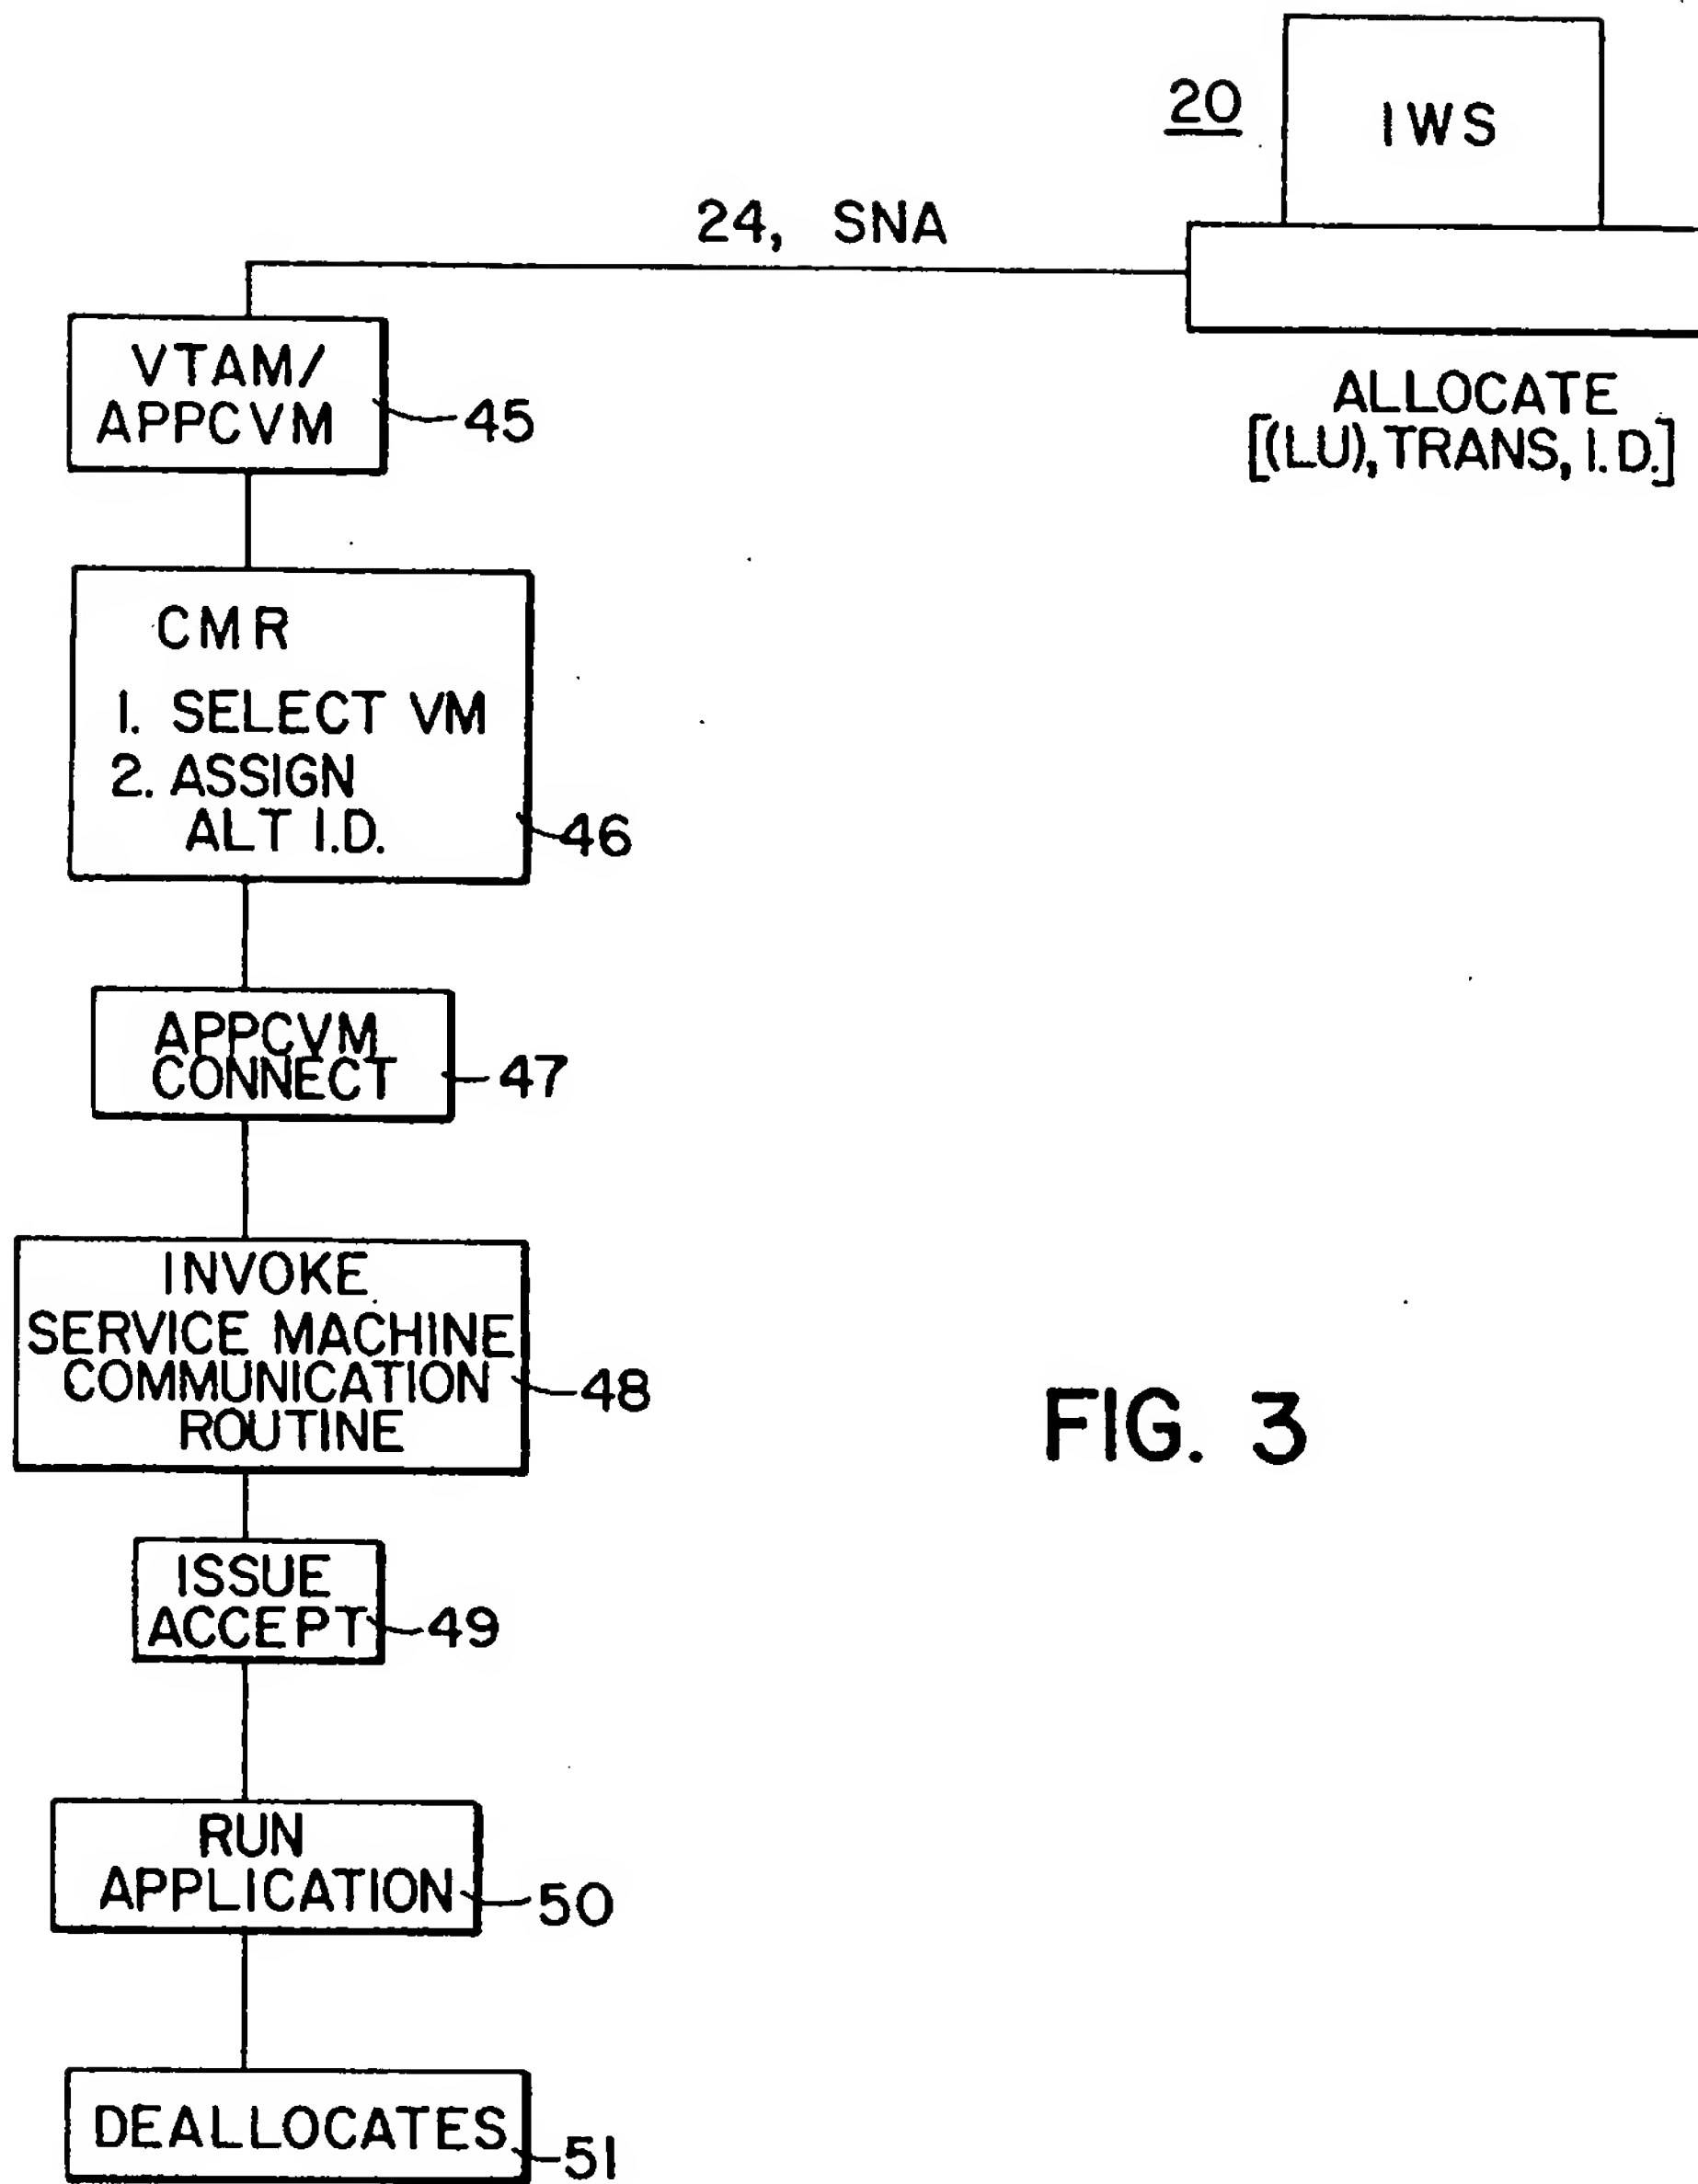 20
IWS
24, SNA
VTAM/
APPCVM
45
ALLOCATE
[(LU), TRANS, I.D.]
CMR
1. SELECT VM
2. ASSIGN
ALT I.D.
46
APPCVM
CONNECT
47
INVOKE
SERVICE MACHINE
COMMUNICATION
ROUTINE
48
FIG. 3
ISSUE
ACCEPT
49
RUN
APPLICATION
50
DEALLOCATES
51